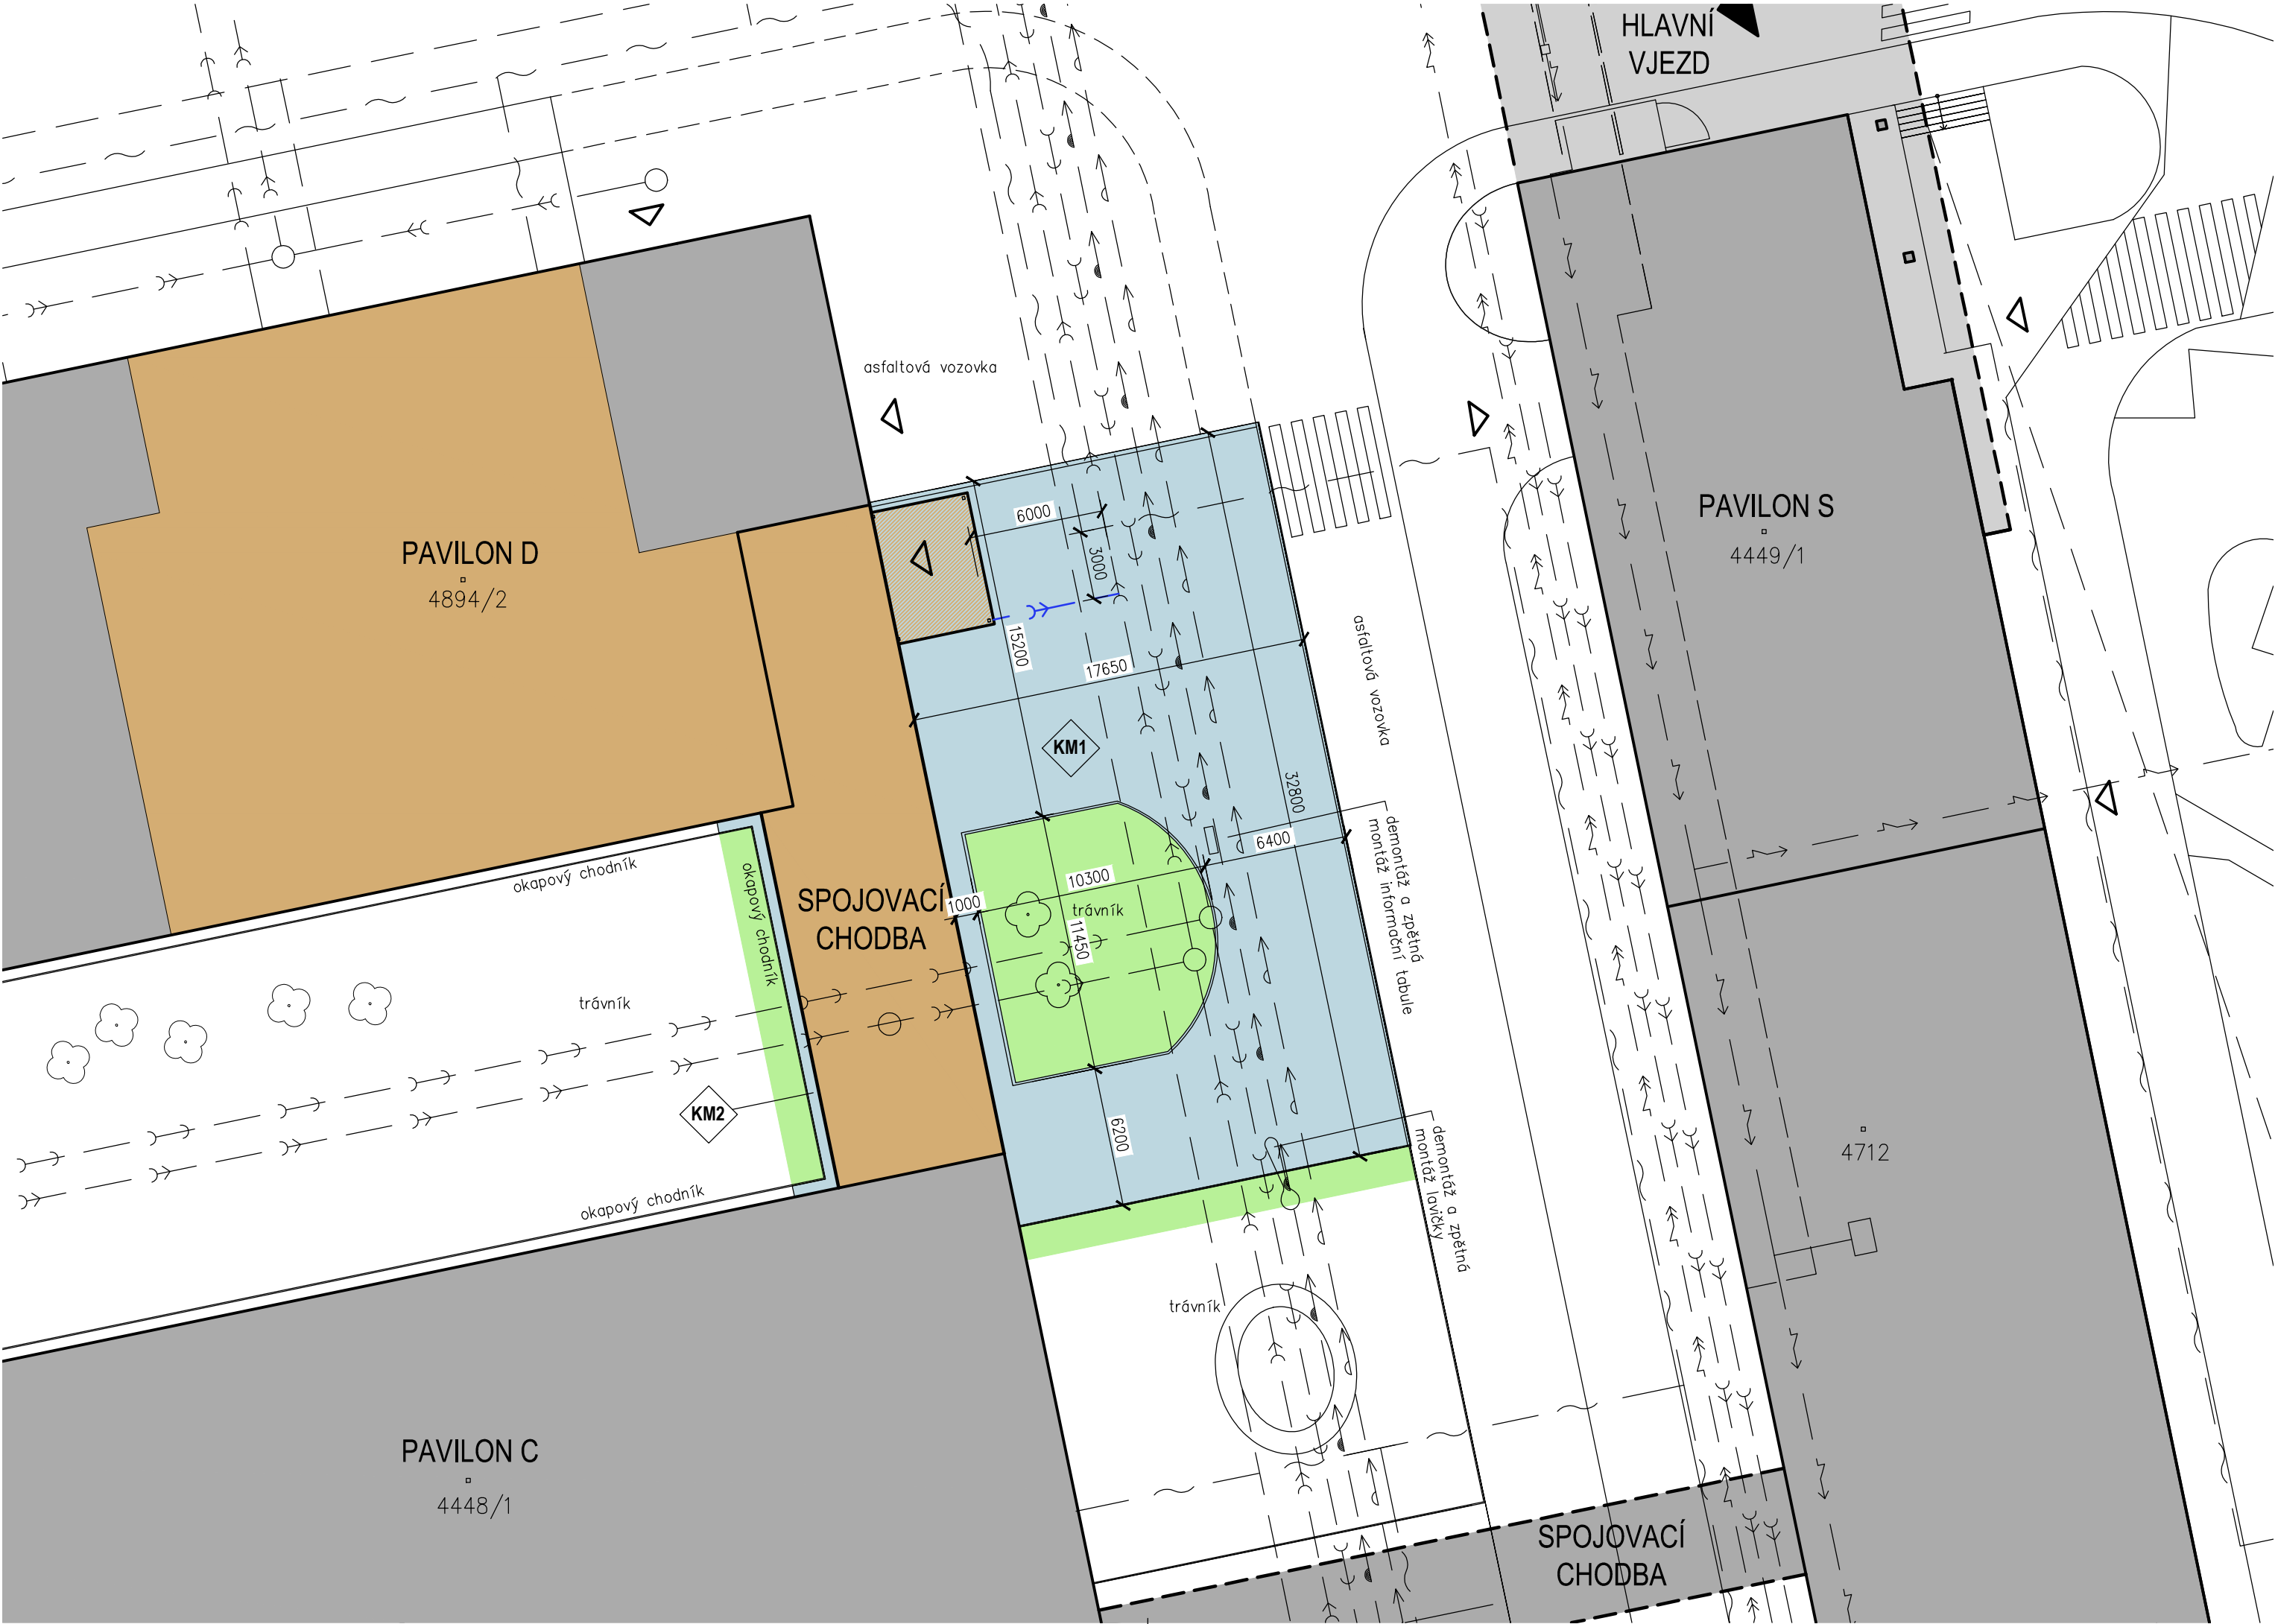 HLAVNÍ
VJEZD
asfaltová vozovka
PAVILON D
4894/2
PAVILON S
4449/1
6000
3000
15200
17650
asfaltová vozovka
KM1
32800
6400
demontáž a zpětná
montáž informační tabule
okapový chodník
okapový chodník
SPOJOVACÍ
CHODBA
1000
10300
trávník
11450
trávník
KM2
6200
demontáž a zpětná
montáž lavičky
okapový chodník
4712
trávník
PAVILON C
4448/1
SPOJOVACÍ
CHODBA